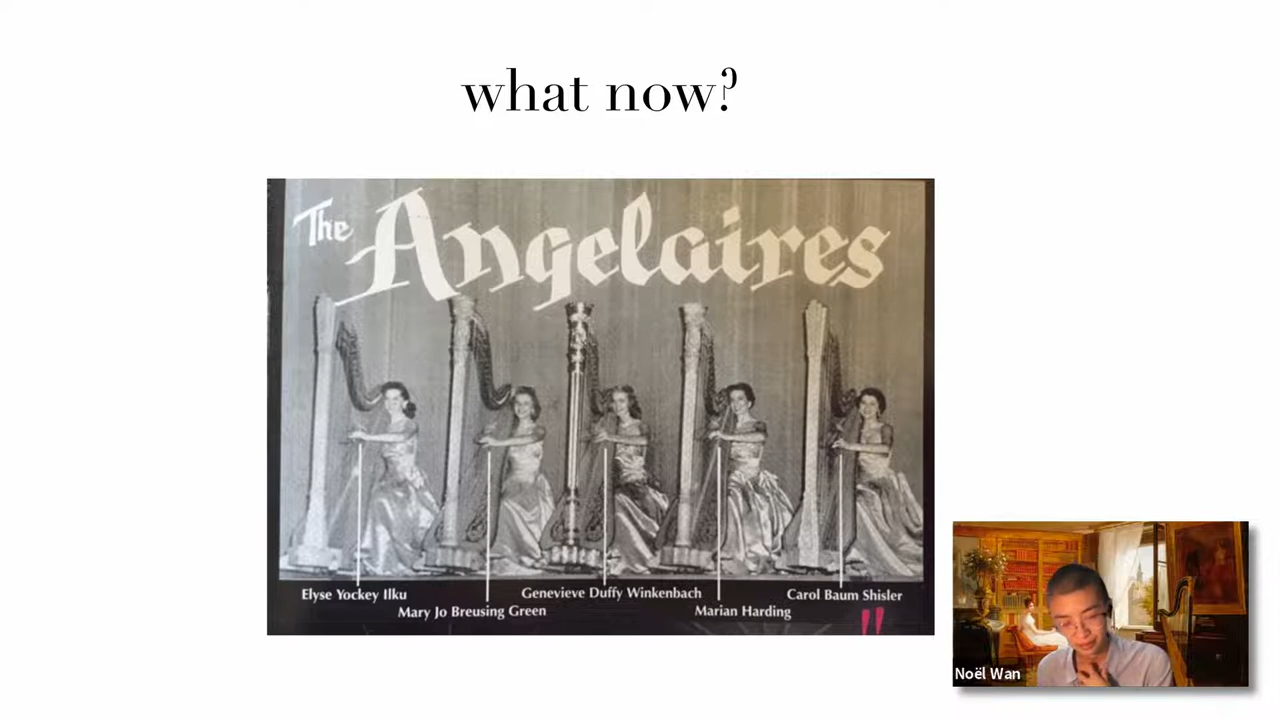 what now?
The Angelaires
Elyse Yockey Ilku
Mary Jo Breusing Green
Genevieve Duffy Winkenbach
Marian Harding
Carol Baum Shisler
Noël Wan